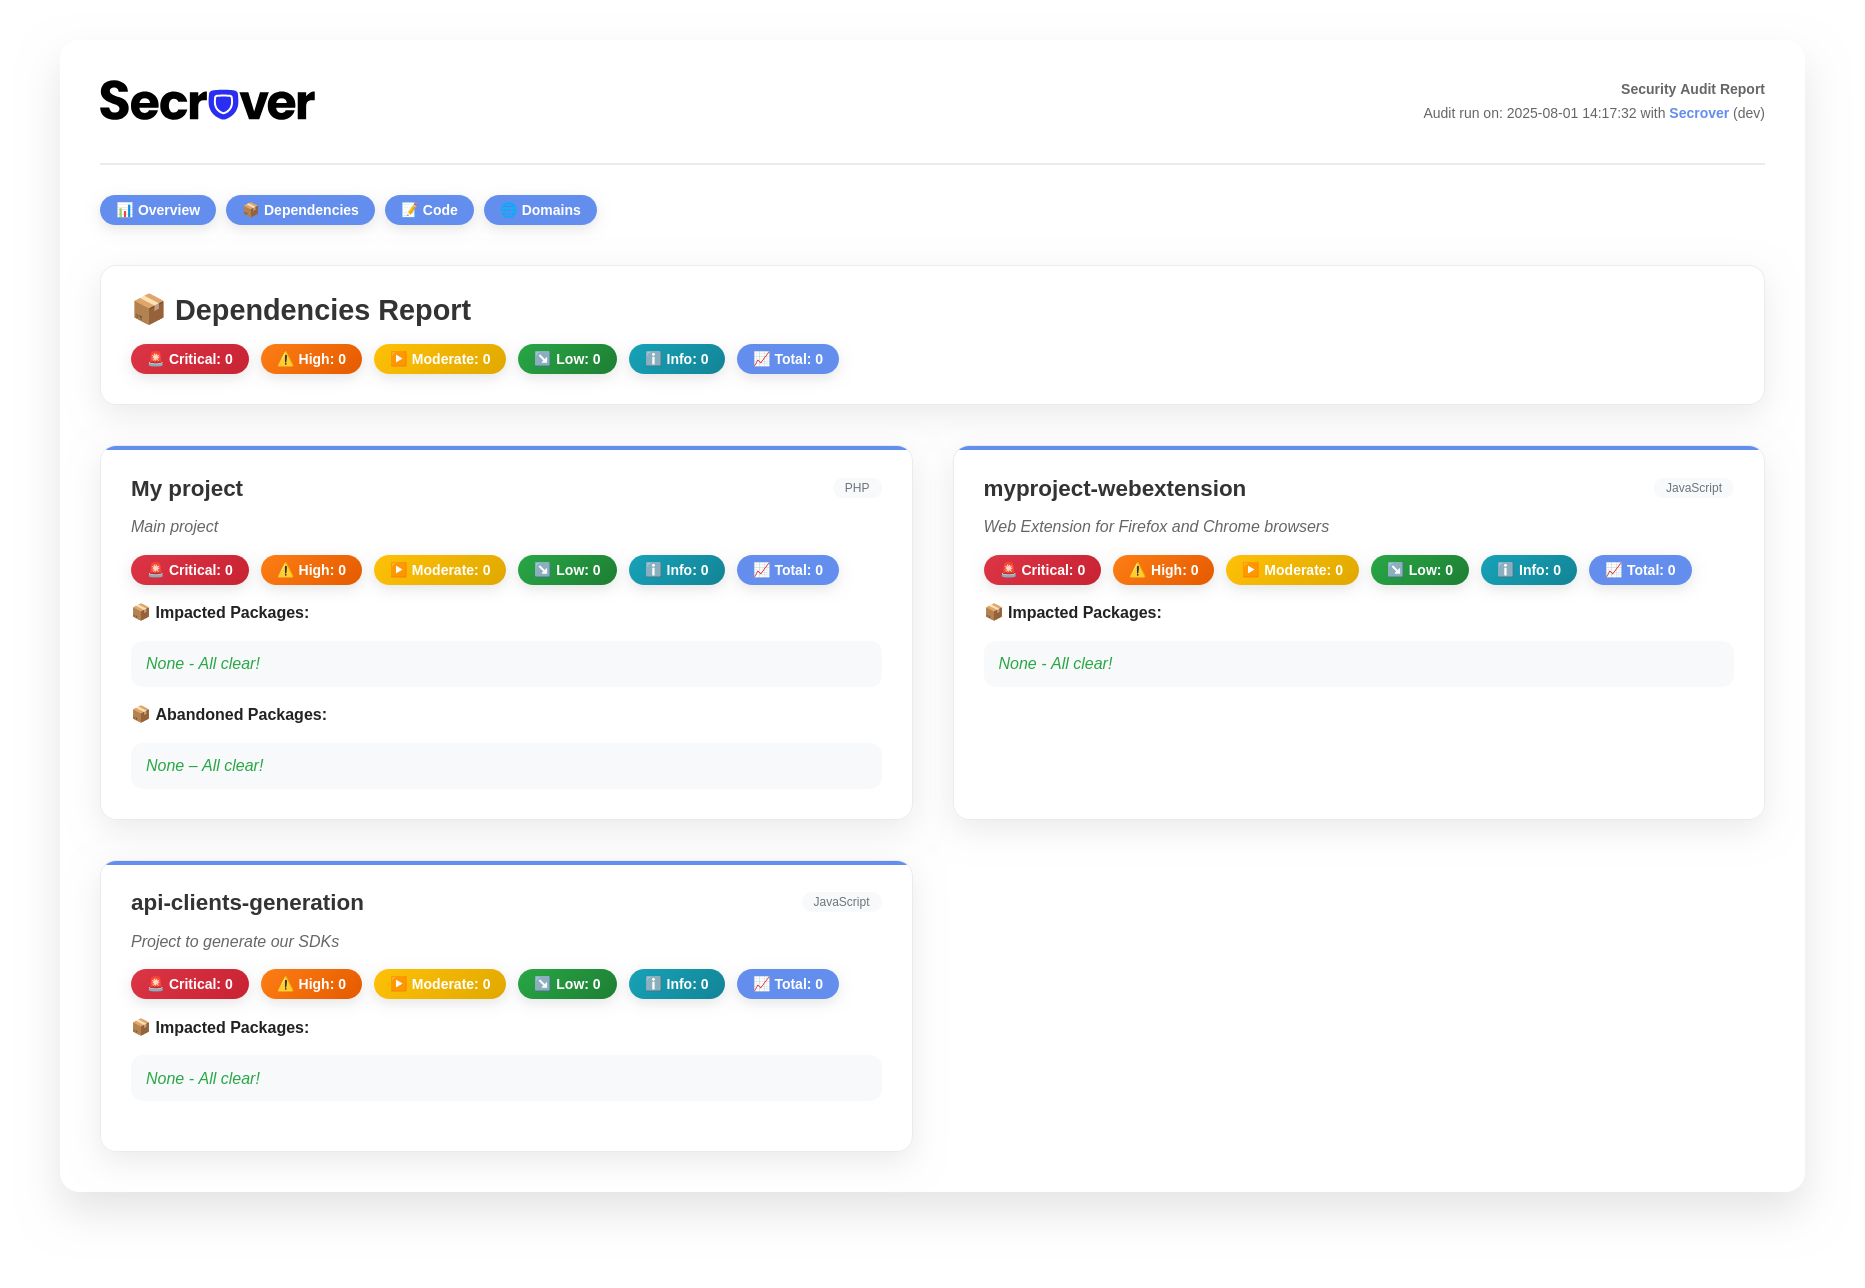 Secrover
Security Audit Report
Audit run on: 2025-08-01 14:17:32 with Secrover (dev)
📊 Overview 📦 Dependencies 📝 Code 🌐 Domains
📦 Dependencies Report
🚨 Critical: 0 ⚠️ High: 0 ▶️ Moderate: 0 ↘️ Low: 0 ℹ️ Info: 0 📈 Total: 0
My project PHP
Main project
🚨 Critical: 0 ⚠️ High: 0 ▶️ Moderate: 0 ↘️ Low: 0 ℹ️ Info: 0 📈 Total: 0
📦 Impacted Packages:
None - All clear!
📦 Abandoned Packages:
None – All clear!
myproject-webextension JavaScript
Web Extension for Firefox and Chrome browsers
🚨 Critical: 0 ⚠️ High: 0 ▶️ Moderate: 0 ↘️ Low: 0 ℹ️ Info: 0 📈 Total: 0
📦 Impacted Packages:
None - All clear!
api-clients-generation JavaScript
Project to generate our SDKs
🚨 Critical: 0 ⚠️ High: 0 ▶️ Moderate: 0 ↘️ Low: 0 ℹ️ Info: 0 📈 Total: 0
📦 Impacted Packages:
None - All clear!